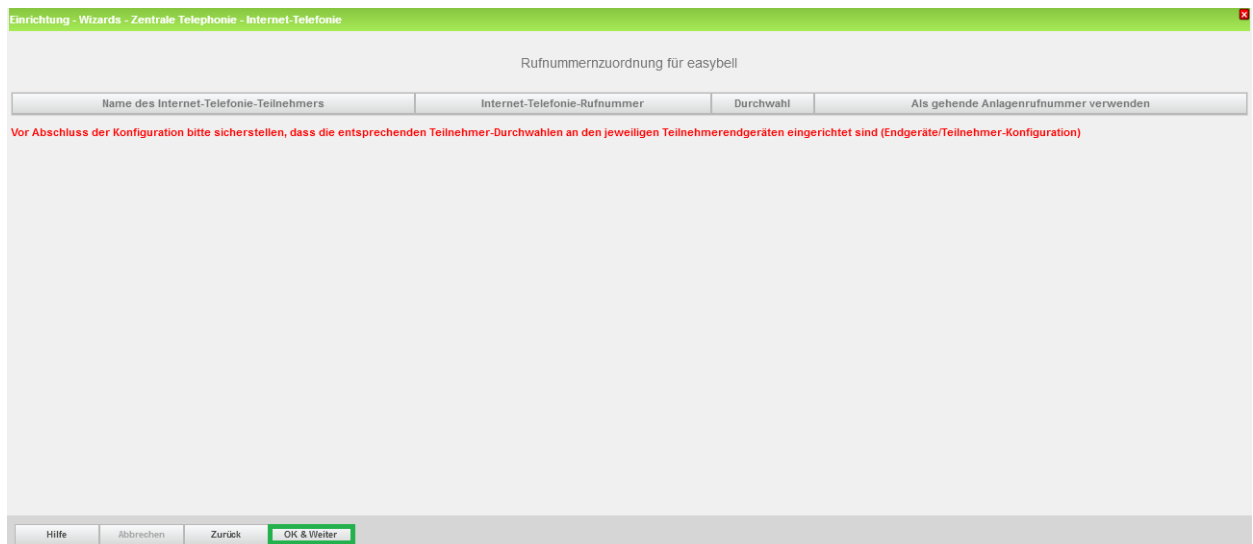 Einrichtung - Wizards - Zentrale Telephonie - Internet-Telefonie
Rufnummernzuordnung für easybell
Name des Internet-Telefonie-Teilnehmers Internet-Telefonie-Rufnummer Durchwahl Als gehende Anlagenrufnummer verwenden
Vor Abschluss der Konfiguration bitte sicherstellen, dass die entsprechenden Teilnehmer-Durchwahlen an den jeweiligen Teilnehmerendgeräten eingerichtet sind (Endgeräte/Teilnehmer-Konfiguration)
Hilfe Abbrechen Zurück OK & Weiter